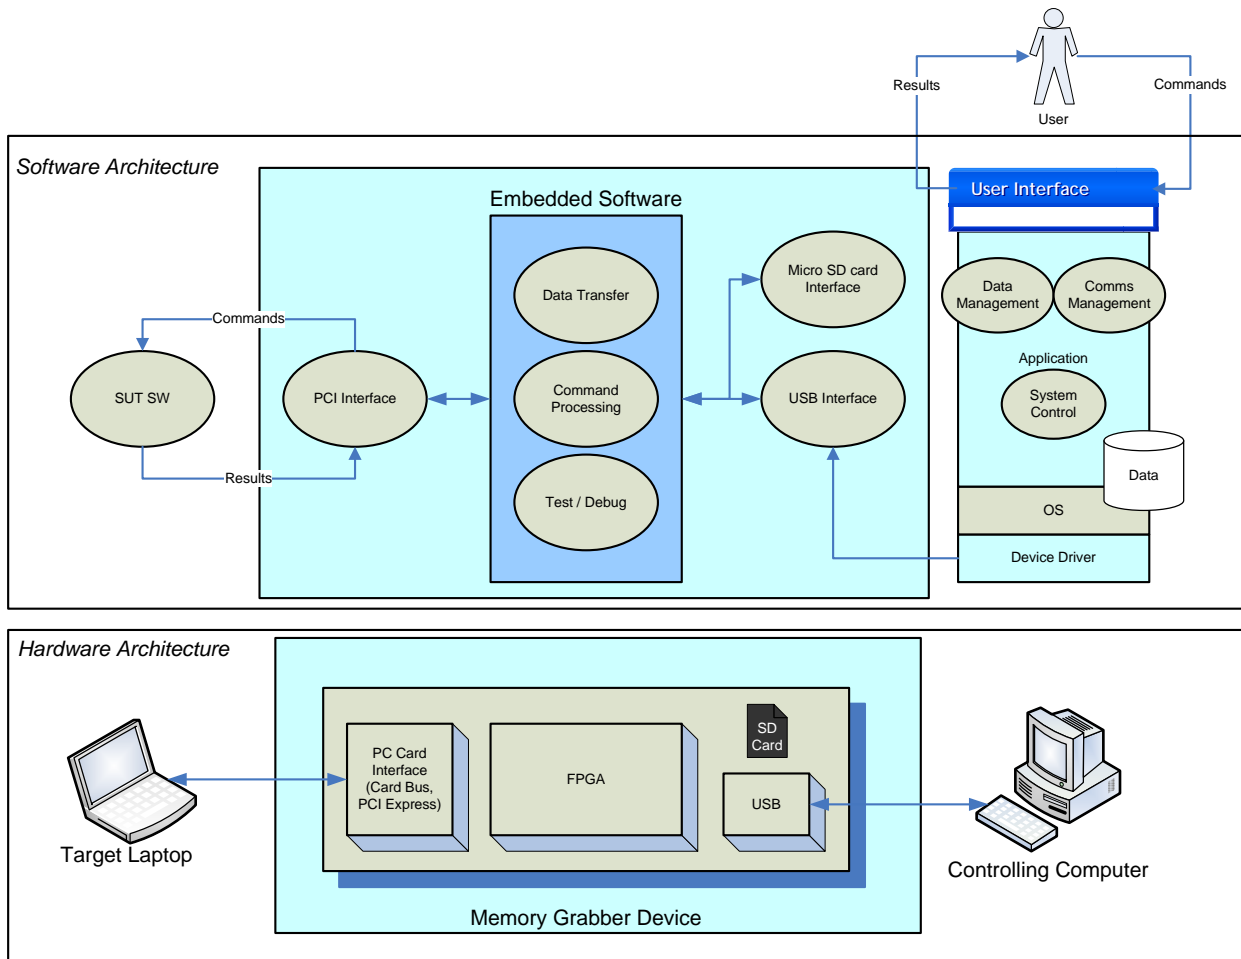 Results
Commands
User
Software Architecture
User Interface
Embedded Software
Data Transfer
Micro SD card
Interface
Data
Management
Comms
Management
Commands
SUT SW
PCI Interface
Command
Processing
USB Interface
Application
System
Control
Results
Test / Debug
Data
OS
Device Driver
Hardware Architecture
PC Card
Interface
(Card Bus,
PCI Express)
FPGA
SD
Card
USB
Target Laptop
Controlling Computer
Memory Grabber Device